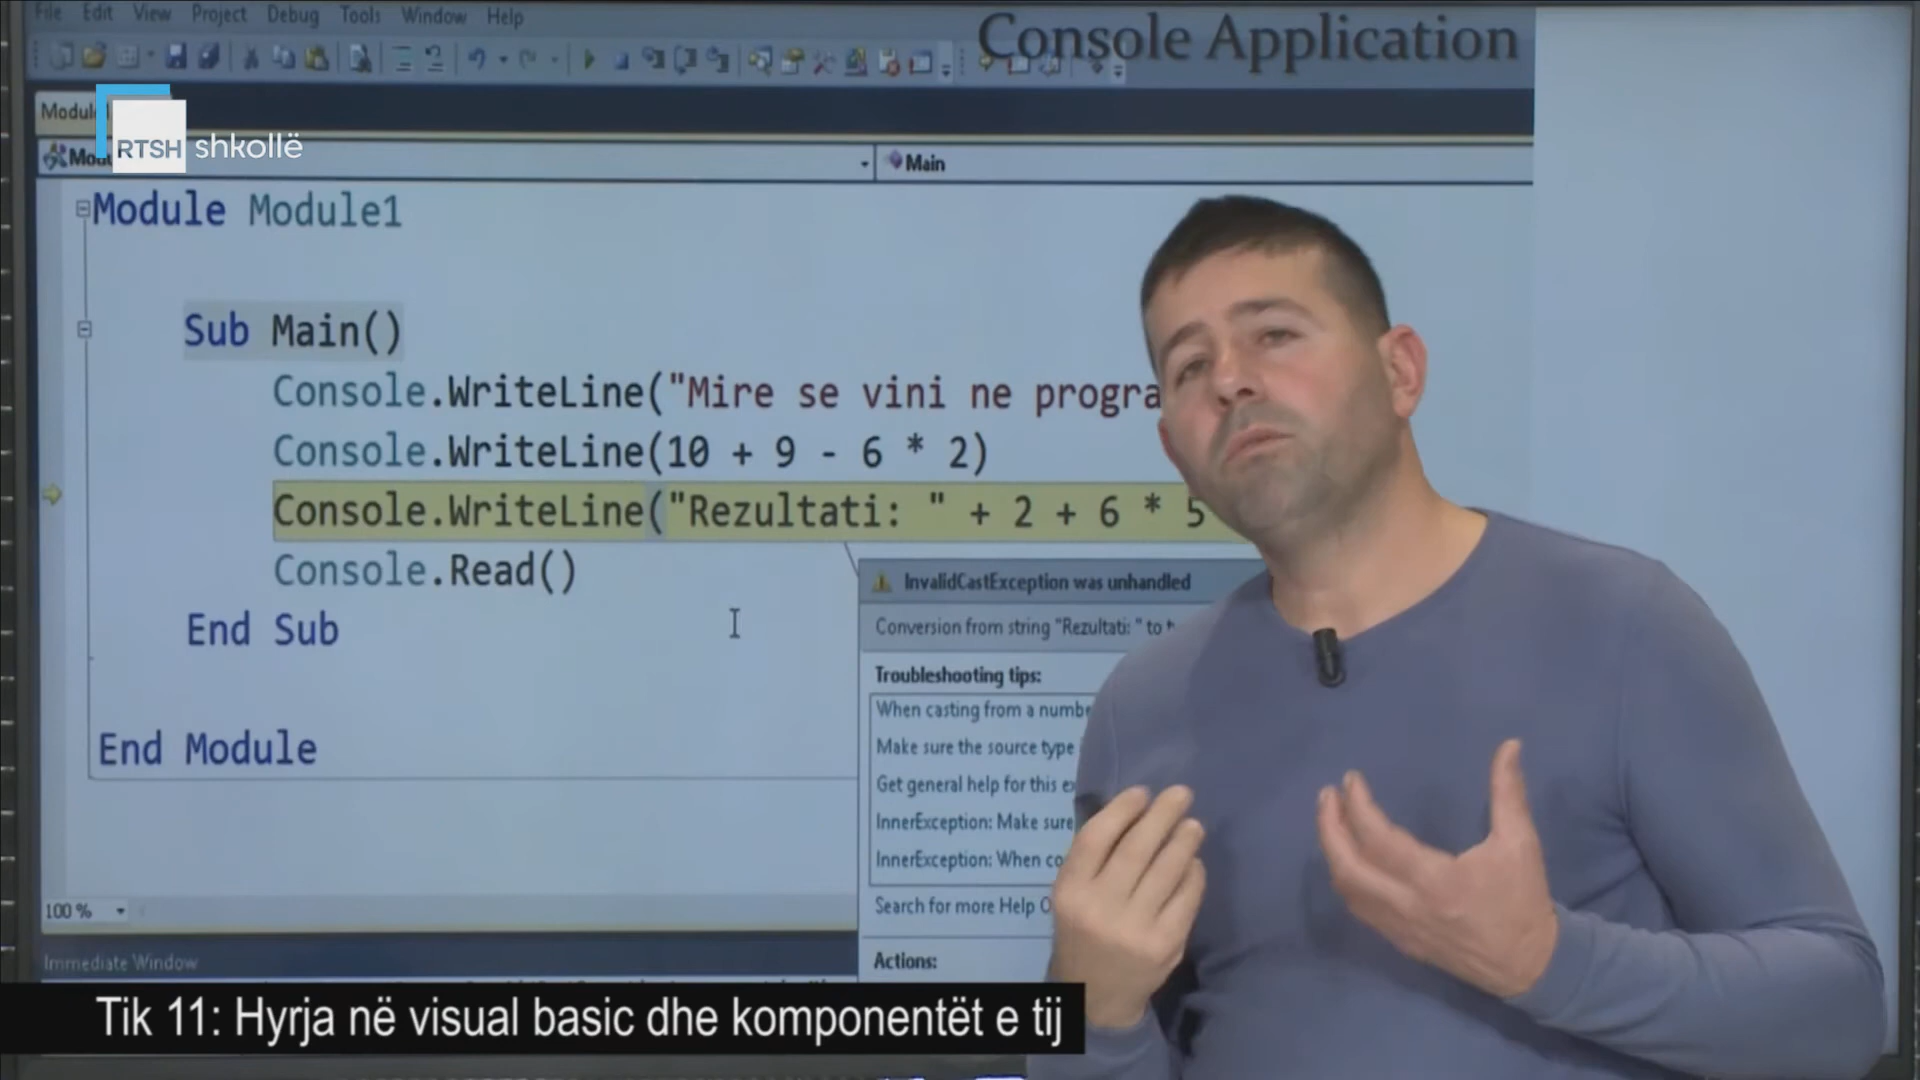 File Edit View Project Debug Tools Window Help
Console Application
RTSH shkollë
Main
Module Module1
Sub Main()
Console.WriteLine("Mire se vini ne progra
Console.WriteLine(10 + 9 - 6 * 2)
Console.WriteLine("Rezultati: " + 2 + 6 * 5
Console.Read()
End Sub
End Module
InvalidCastException was unhandled
Conversion from string "Rezultati: " to
Troubleshooting tips:
When casting from a numbe
Make sure the source type
Get general help for this ex
InnerException: Make sure
InnerException: When co
Search for more Help O
Actions:
100 %
Immediate Window
Tik 11: Hyrja në visual basic dhe komponentët e tij